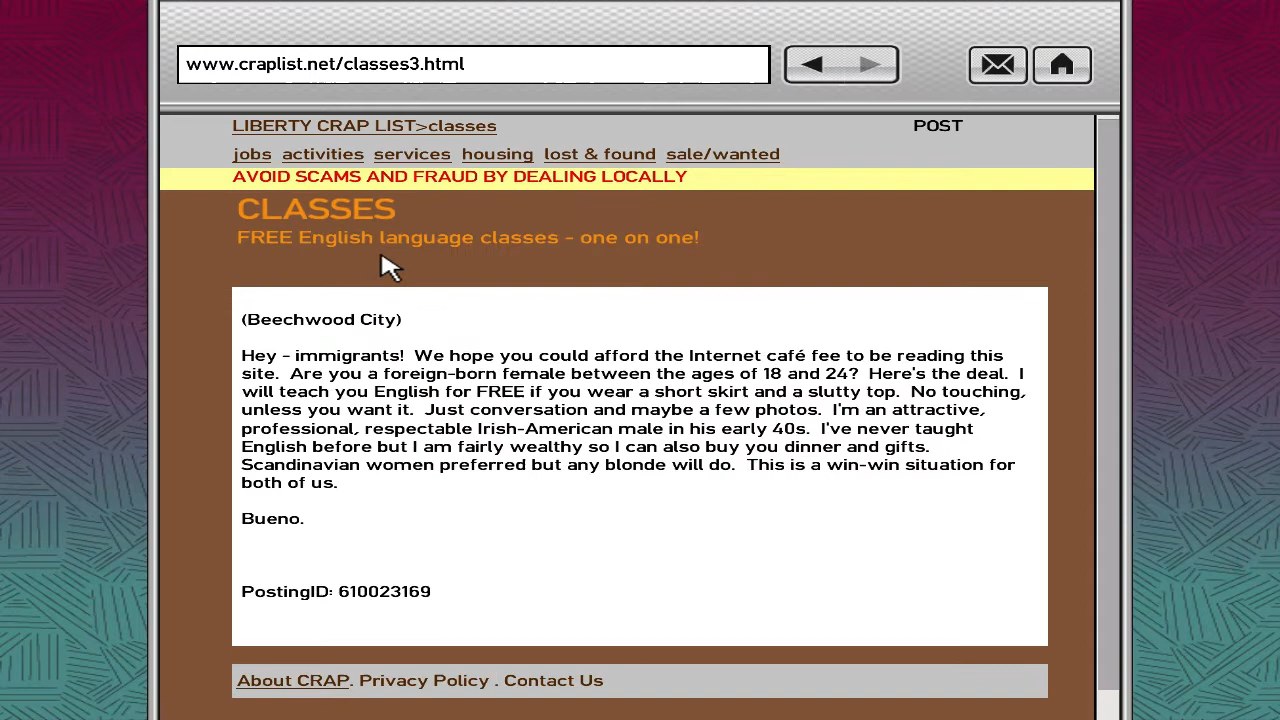 www.craplist.net/classes3.html
LIBERTY CRAP LIST>classes
POST
jobs activities services housing lost & found sale/wanted
AVOID SCAMS AND FRAUD BY DEALING LOCALLY
CLASSES
FREE English language classes - one on one!
(Beechwood City)
Hey - immigrants!  We hope you could afford the Internet café fee to be reading this
site.  Are you a foreign-born female between the ages of 18 and 24?  Here's the deal.  I
will teach you English for FREE if you wear a short skirt and a slutty top.  No touching,
unless you want it.  Just conversation and maybe a few photos.  I'm an attractive,
professional, respectable Irish-American male in his early 40s.  I've never taught
English before but I am fairly wealthy so I can also buy you dinner and gifts.
Scandinavian women preferred but any blonde will do.  This is a win-win situation for
both of us.
Bueno.
PostingID: 610023169
About CRAP. Privacy Policy . Contact Us